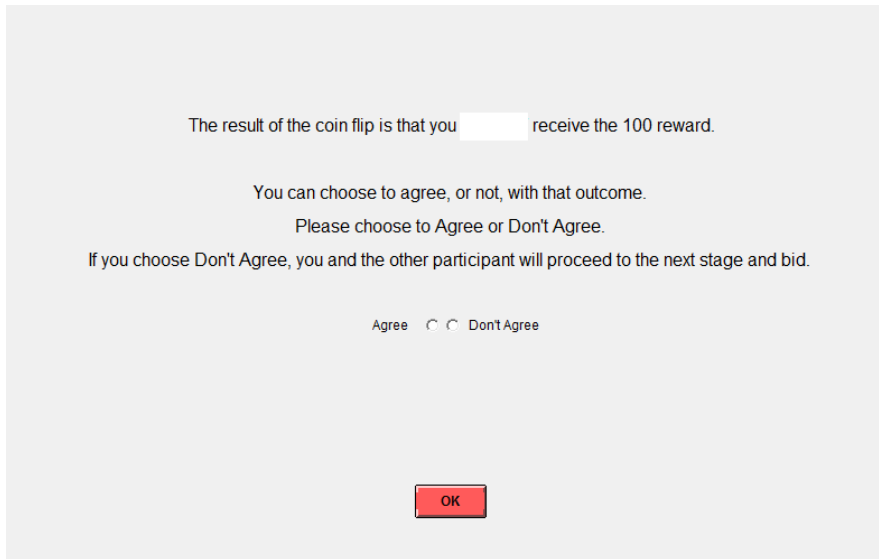 The result of the coin flip is that you receive the 100 reward.
You can choose to agree, or not, with that outcome.
Please choose to Agree or Don't Agree.
If you choose Don't Agree, you and the other participant will proceed to the next stage and bid.
Agree Don't Agree
OK